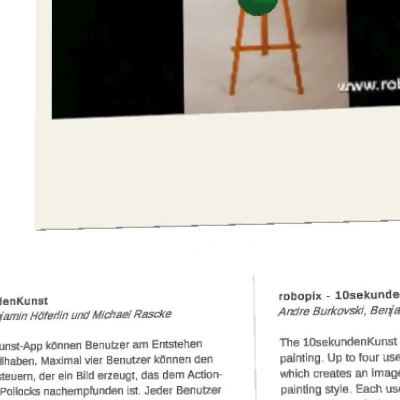 www.rob
denKunst
jamin Höferlin und Michael Raschke
unst-App können Benutzer am Entstehen
ilhaben. Maximal vier Benutzer können den
steuern, der ein Bild erzeugt, das dem Action-
Pollocks nachempfunden ist. Jeder Benutzer
robopix - 10sekunde
Andre Burkovski, Benja
The 10sekundenKunst
painting. Up to four use
which creates an image
painting style. Each use